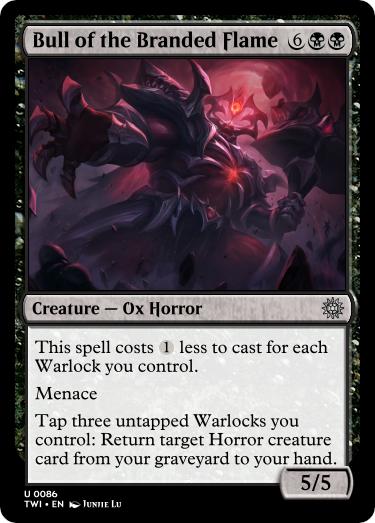 Bull of the Branded Flame 6
Creature — Ox Horror
This spell costs 1 less to cast for each
Warlock you control.
Menace
Tap three untapped Warlocks you
control: Return target Horror creature
card from your graveyard to your hand.
5/5
U 0086
TWI • EN Junjie Lu